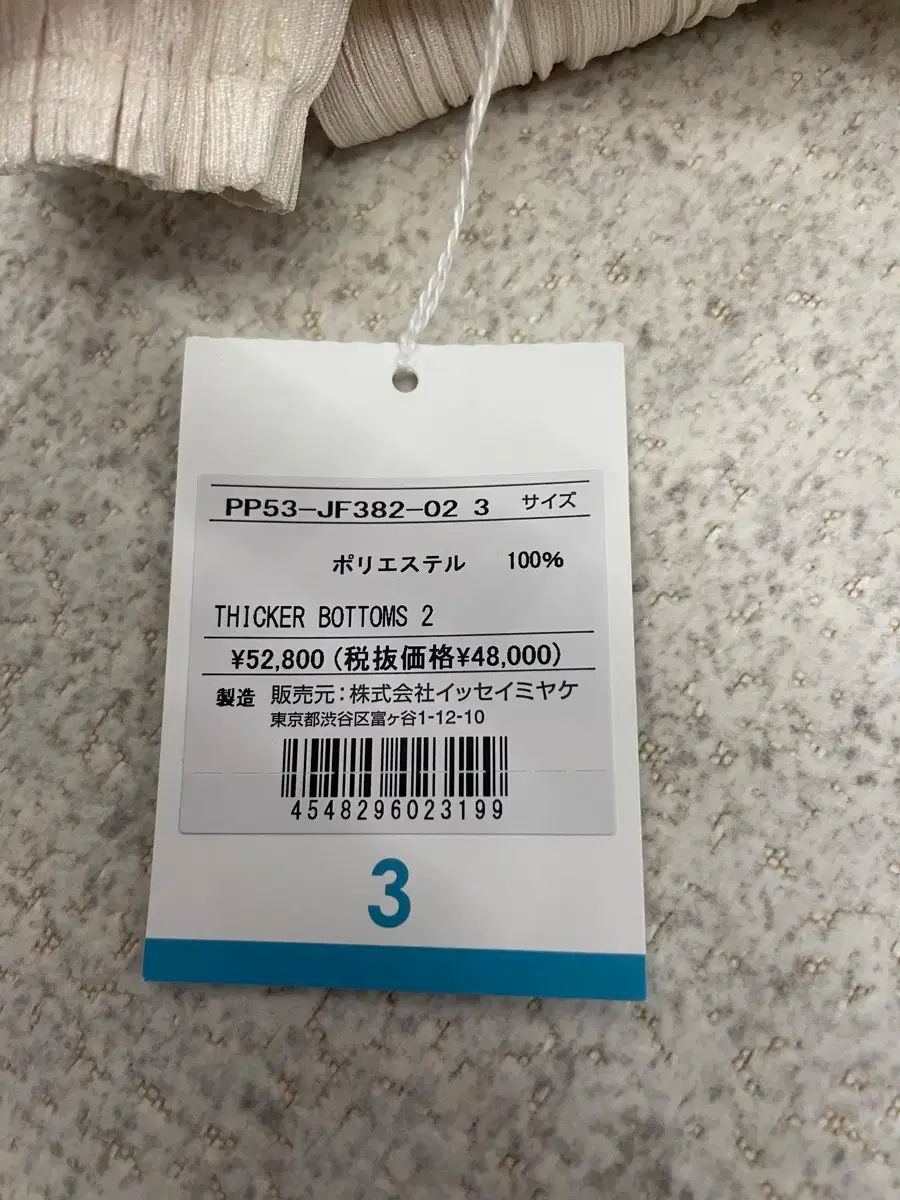 PP53-JF382-02 3 サイズ
ポリエステル 100%
THICKER BOTTOMS 2
¥52,800(税抜価格¥48,000)
製造 販売元:株式会社イッセイミヤケ
東京都渋谷区富ヶ谷1-12-10
4548296023199
3